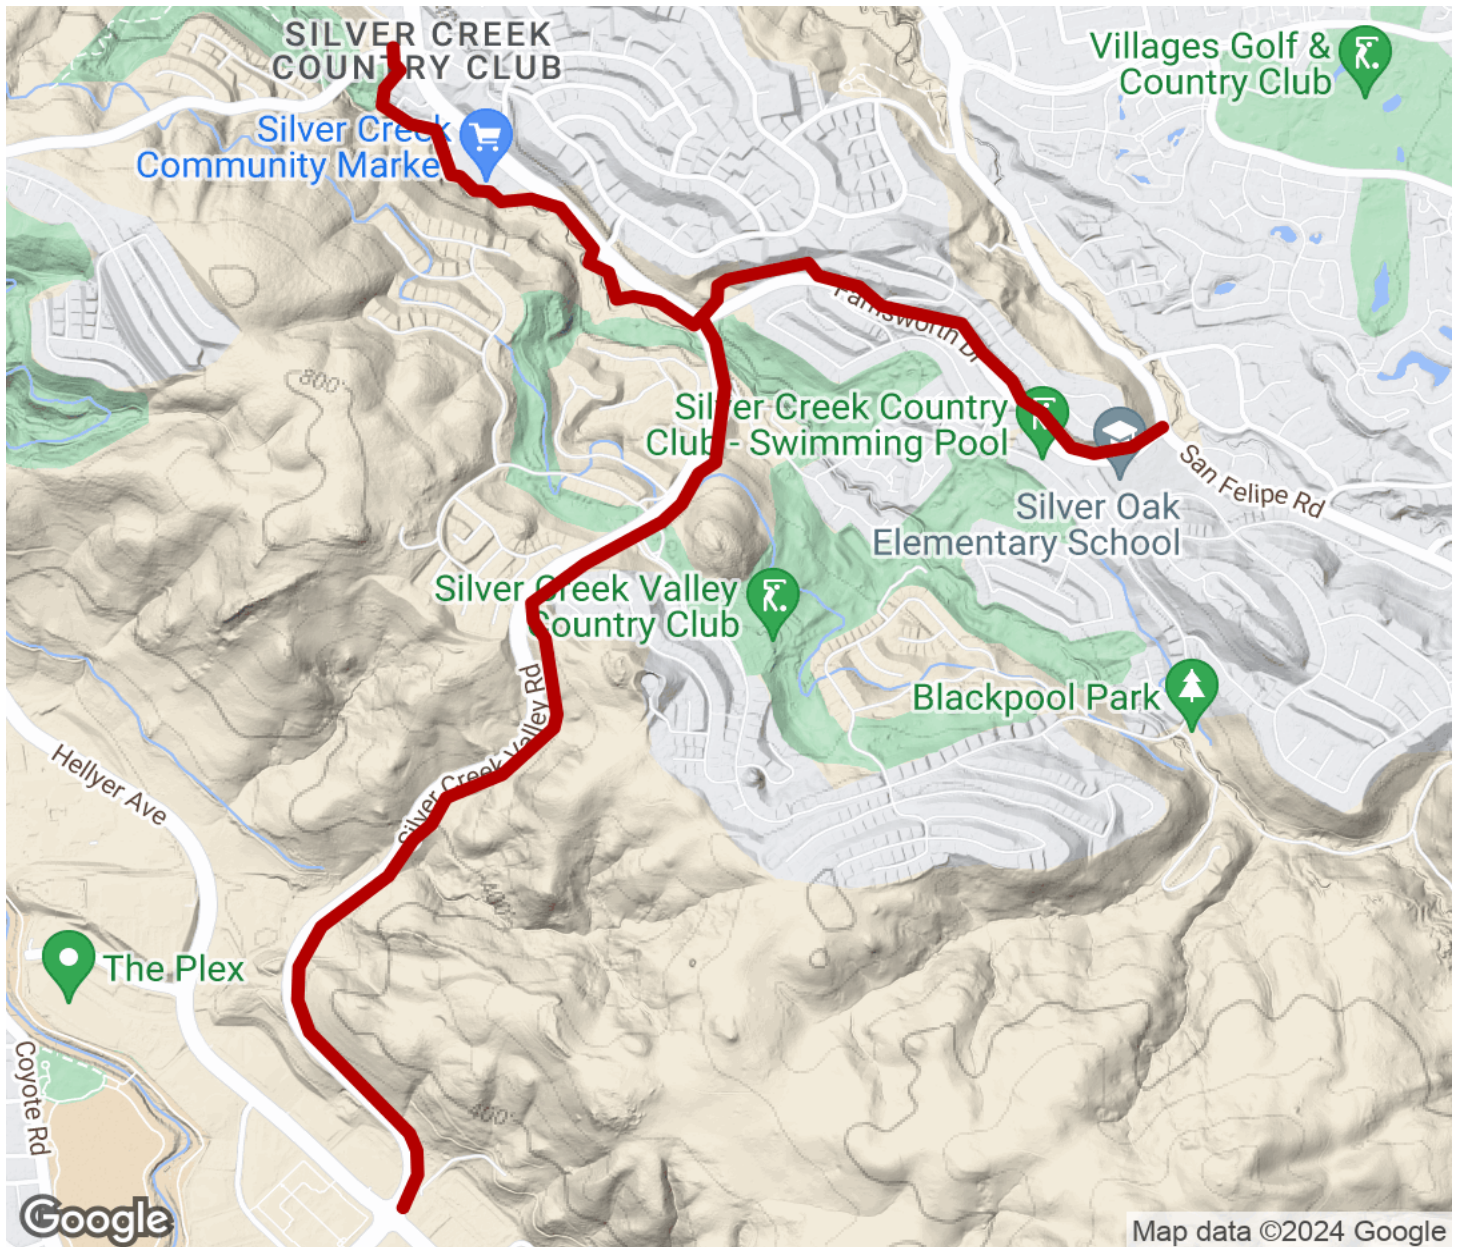 SILVER CREEK
COUNTRY CLUB
Villages Golf &
Country Club
Silver Creek
Community Marke
Farnsworth Dr
Silver Creek Country
Club - Swimming Pool
San Felipe Rd
Silver Oak
Elementary School
800'
Silver Creek Valley
Country Club
Blackpool Park
Silver Creek Valley Rd
Hellyer Ave
The Plex
Coyote Rd
400'
Google
Map data ©2024 Google